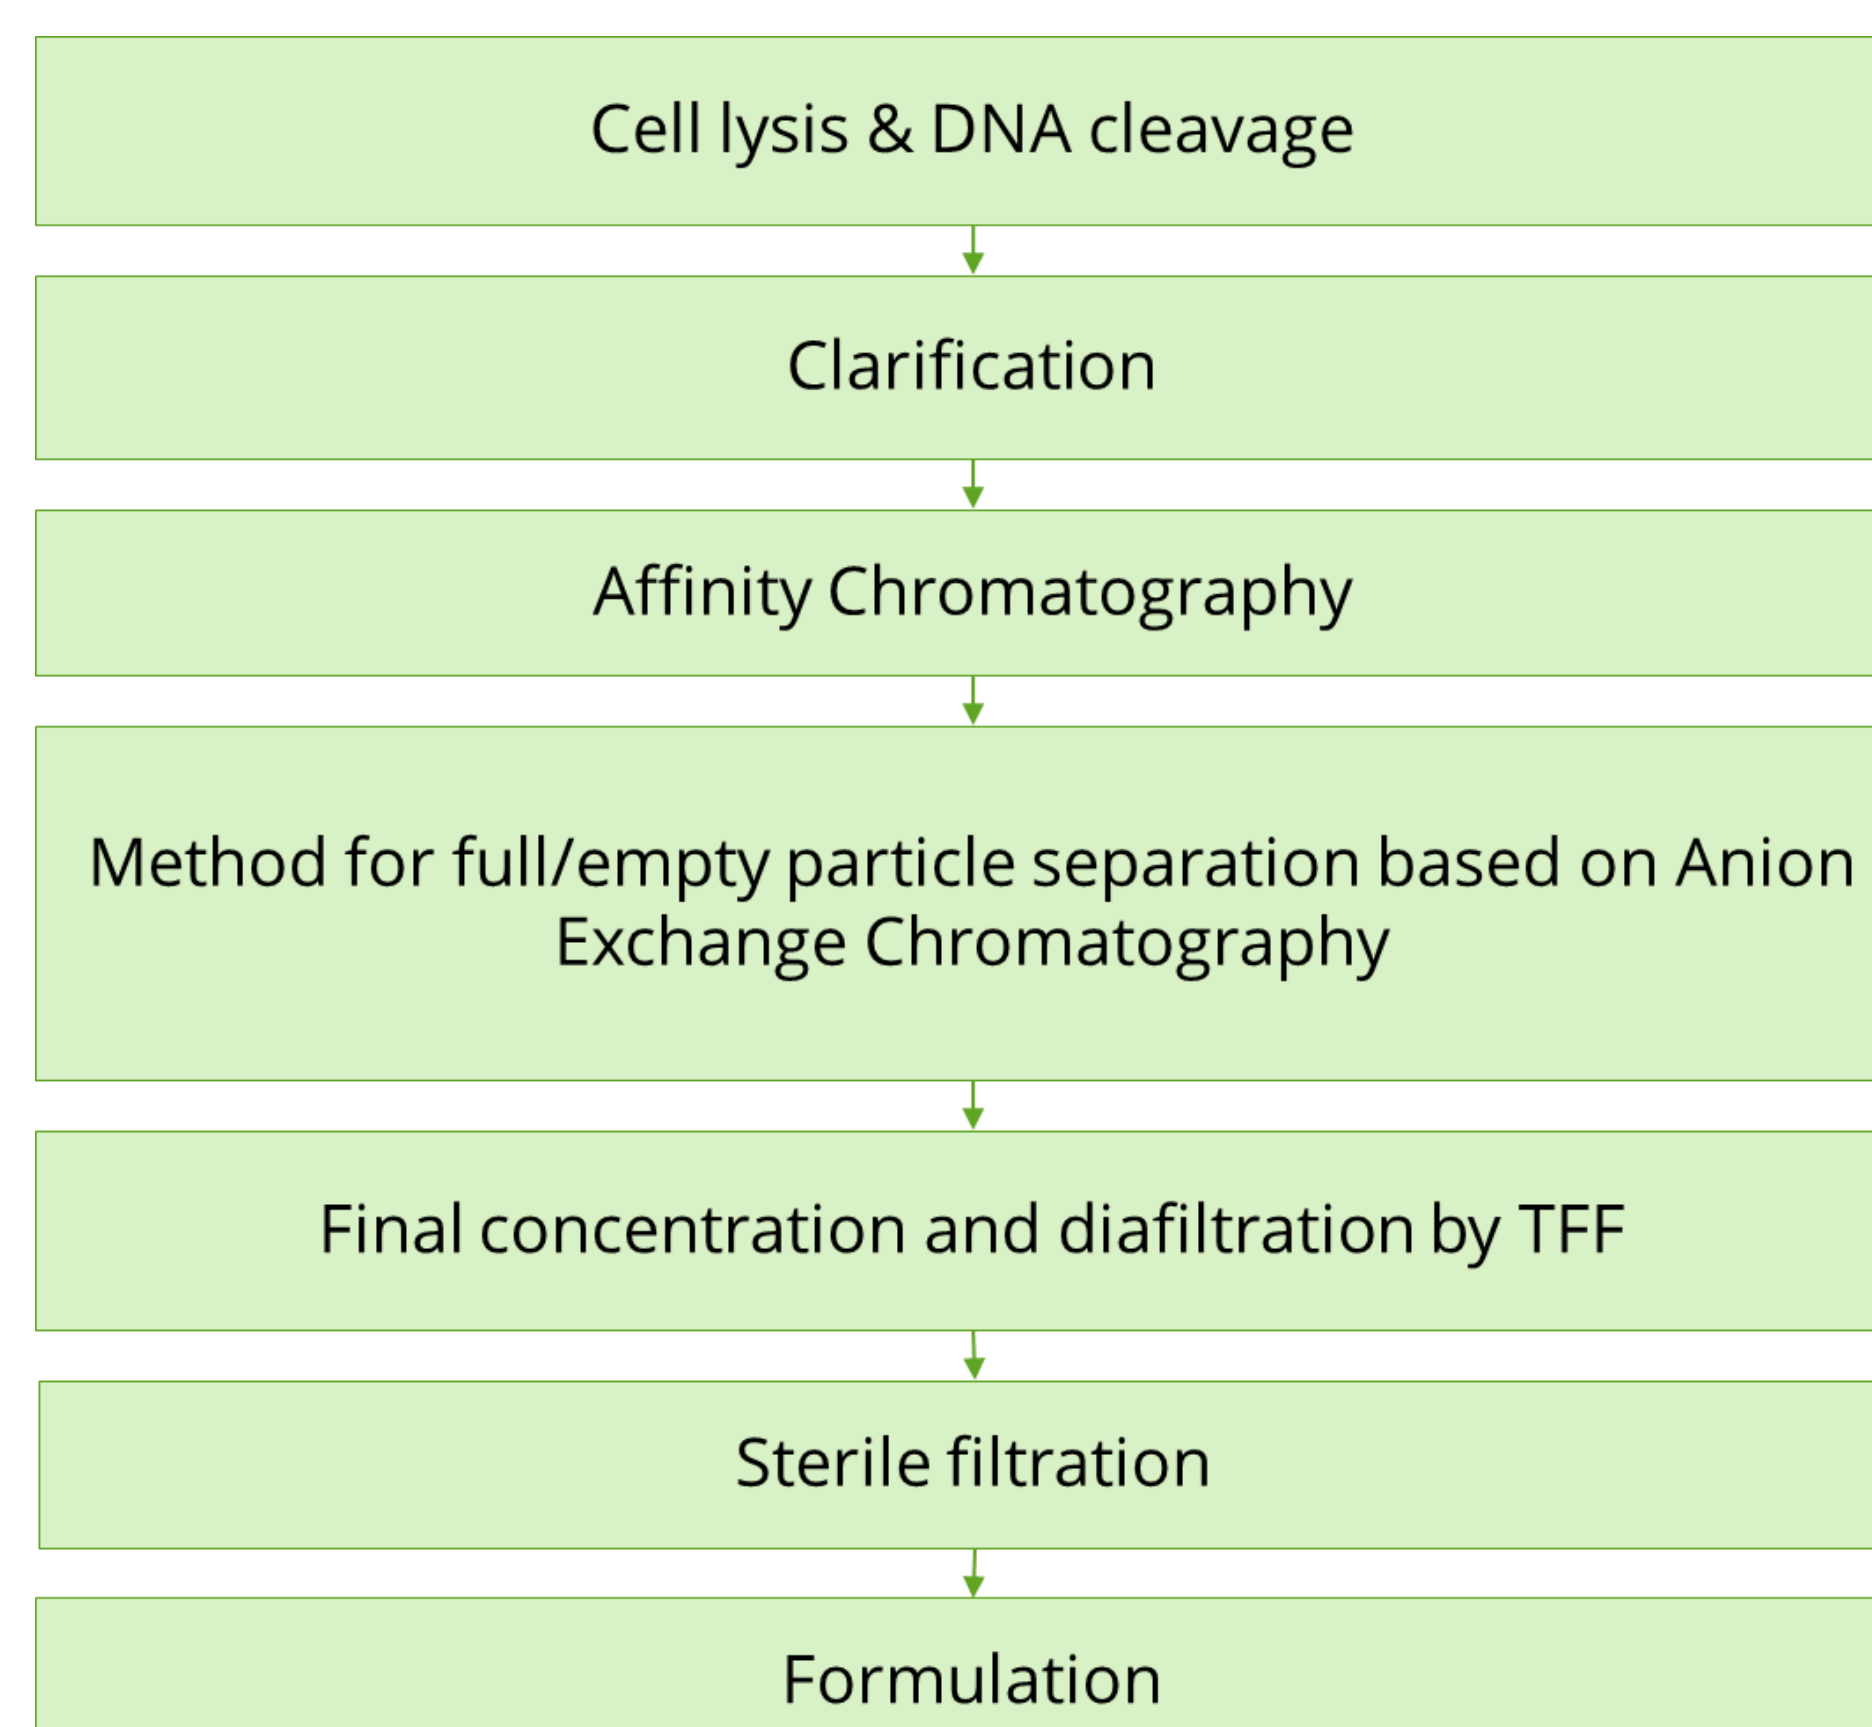 Cell lysis & DNA cleavage
Clarification
Affinity Chromatography
Method for full/empty particle separation based on Anion
Exchange Chromatography
Final concentration and diafiltration by TFF
Sterile filtration
Formulation